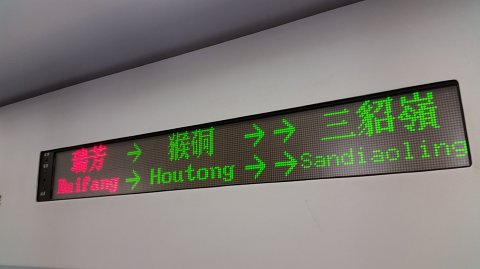 瑞芳 → 猴硐 → → 三貂嶺
Ruifang → Houtong → → Sandiaoling